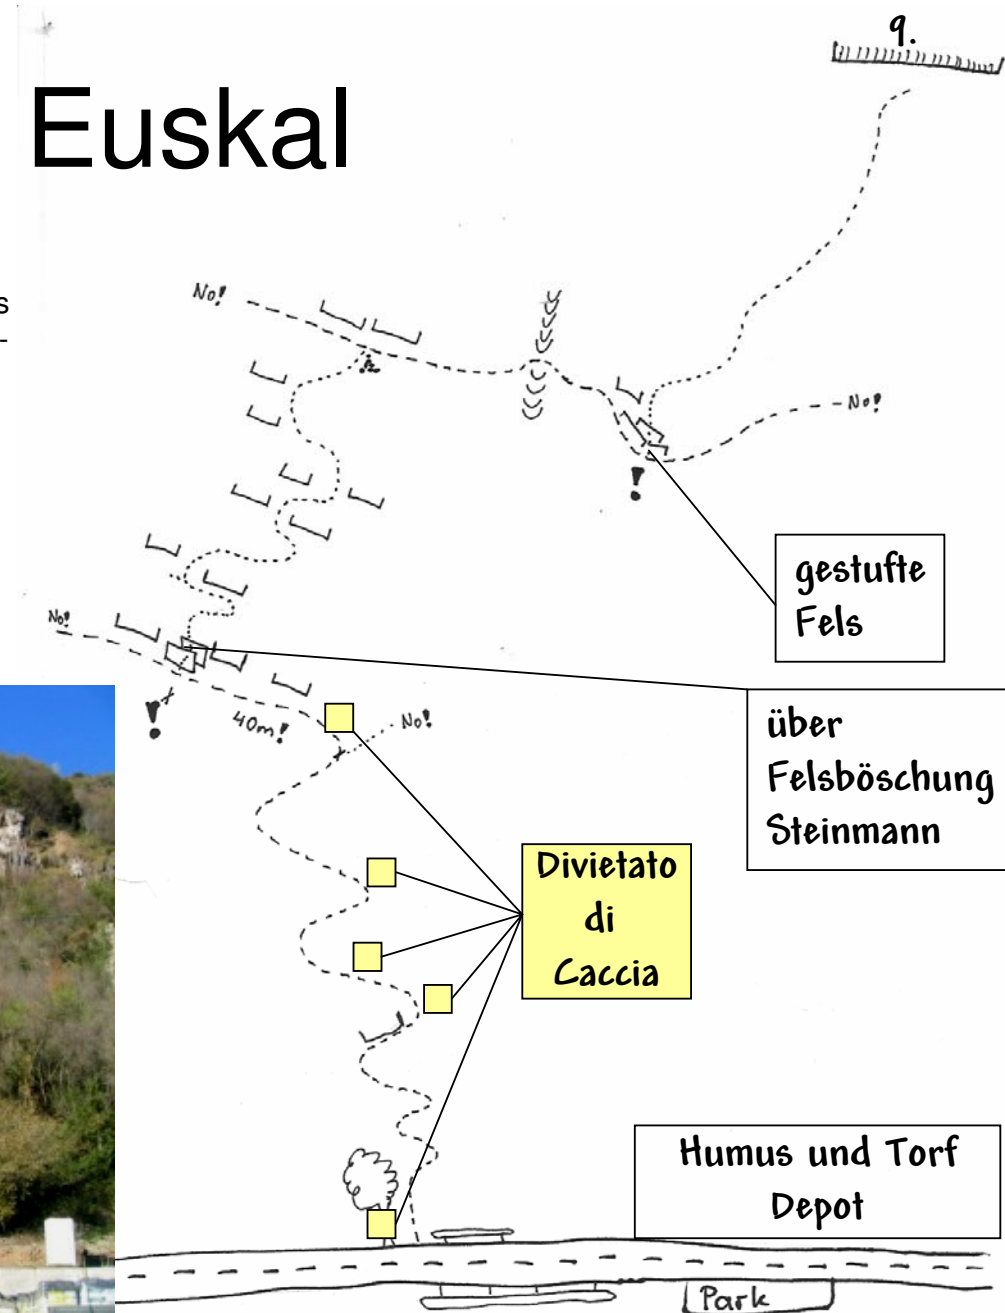 9.
Euskal
s
-
No!
No!
!
gestufte
Fels
No!
!
40m!
No!
über
Felsböschung
Steinmann
Divietato
di
Caccia
Humus und Torf
Depot
Park